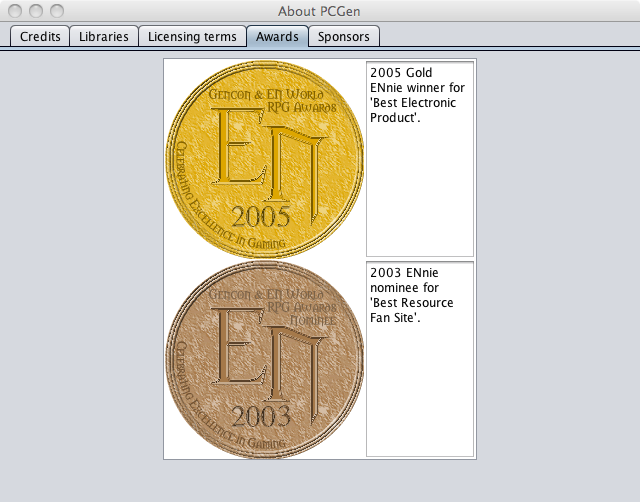 About PCGen
Credits
Libraries
Licensing terms
Awards
Sponsors
Gencon & EN World
RPG Awards
EN
2005
Celebrating Excellence in Gaming
2005 Gold
ENnie winner for
'Best Electronic
Product'.
Gencon & EN World
RPG Awards
Nominee
EN
2003
Celebrating Excellence in Gaming
2003 ENnie
nominee for
'Best Resource
Fan Site'.